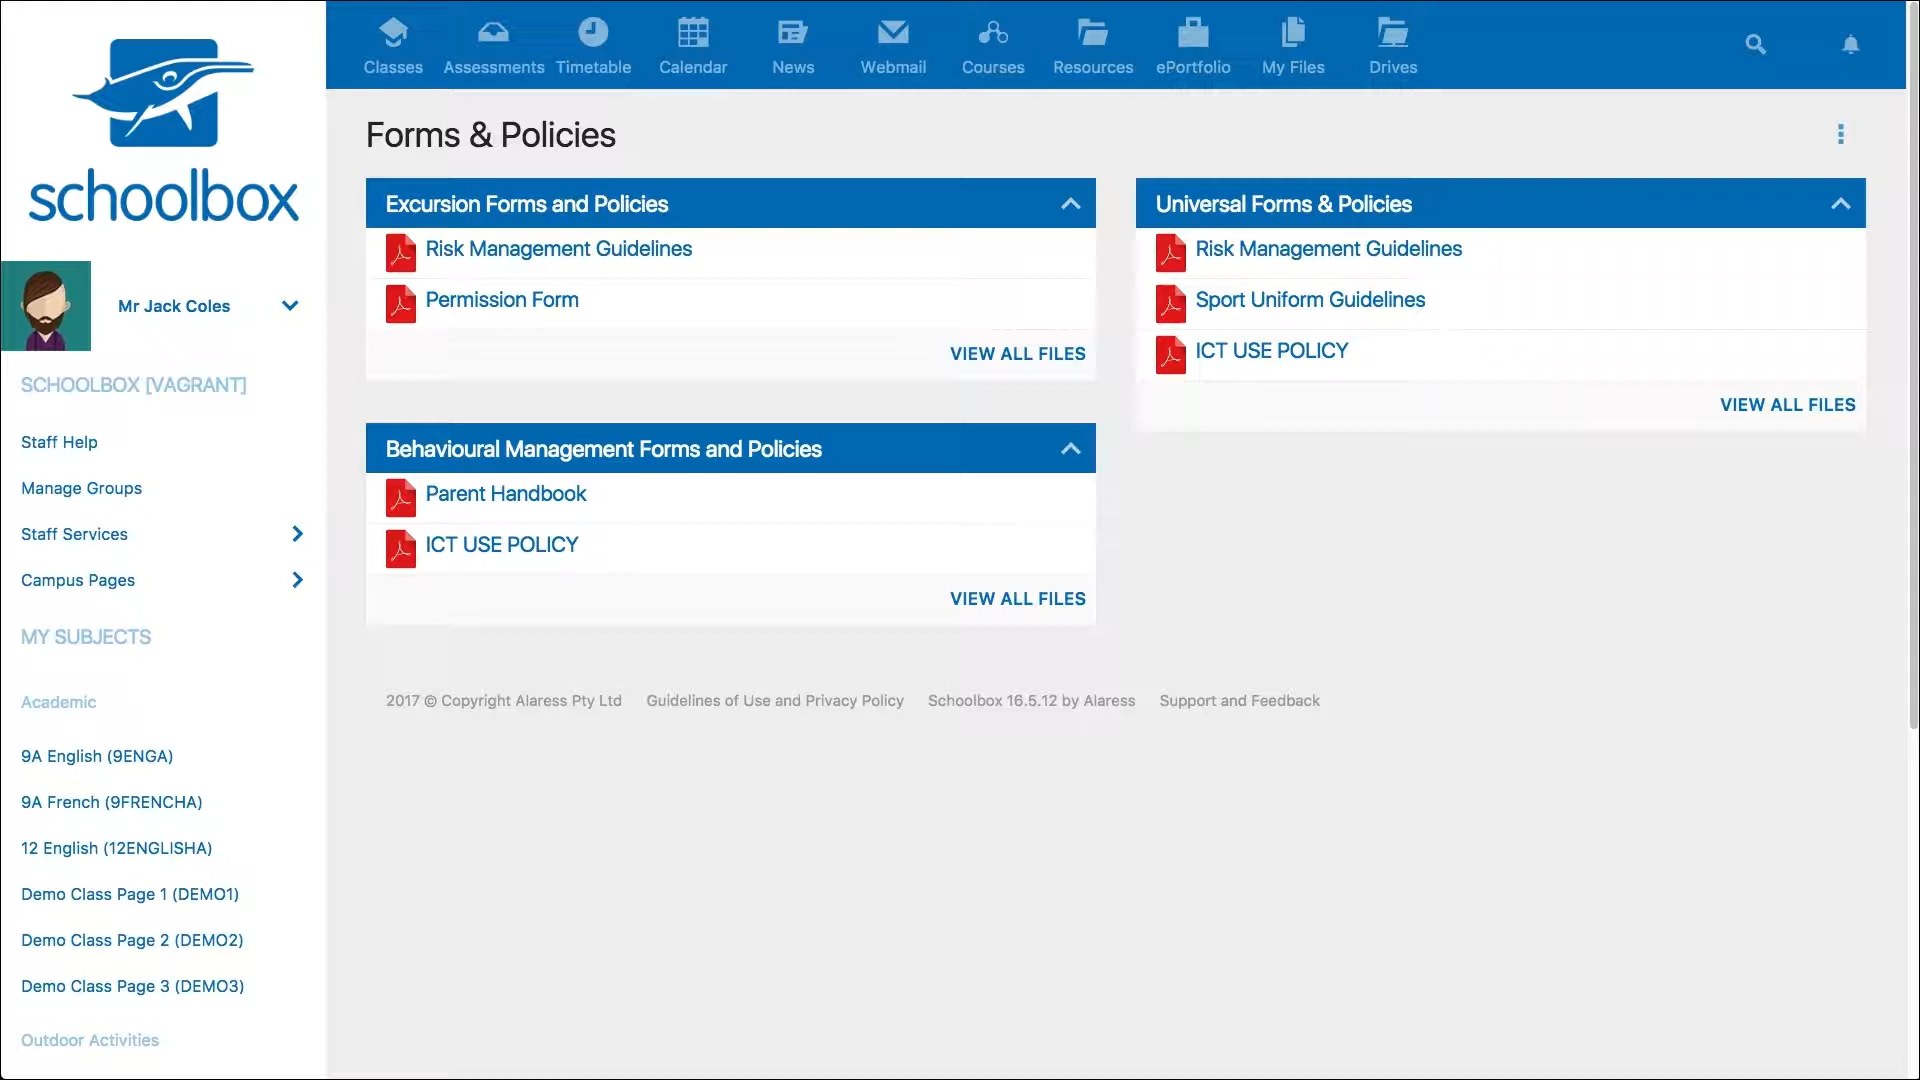 schoolbox
Mr Jack Coles
SCHOOLBOX [VAGRANT]
Staff Help
Manage Groups
Staff Services
Campus Pages
MY SUBJECTS
Academic
9A English (9ENGA)
9A French (9FRENCHA)
12 English (12ENGLISHA)
Demo Class Page 1 (DEMO1)
Demo Class Page 2 (DEMO2)
Demo Class Page 3 (DEMO3)
Outdoor Activities
Classes Assessments Timetable Calendar News Webmail Courses Resources ePortfolio My Files Drives
Forms & Policies
Excursion Forms and Policies
Risk Management Guidelines
Permission Form
VIEW ALL FILES
Behavioural Management Forms and Policies
Parent Handbook
ICT USE POLICY
VIEW ALL FILES
Universal Forms & Policies
Risk Management Guidelines
Sport Uniform Guidelines
ICT USE POLICY
VIEW ALL FILES
2017 © Copyright Alaress Pty Ltd Guidelines of Use and Privacy Policy Schoolbox 16.5.12 by Alaress Support and Feedback